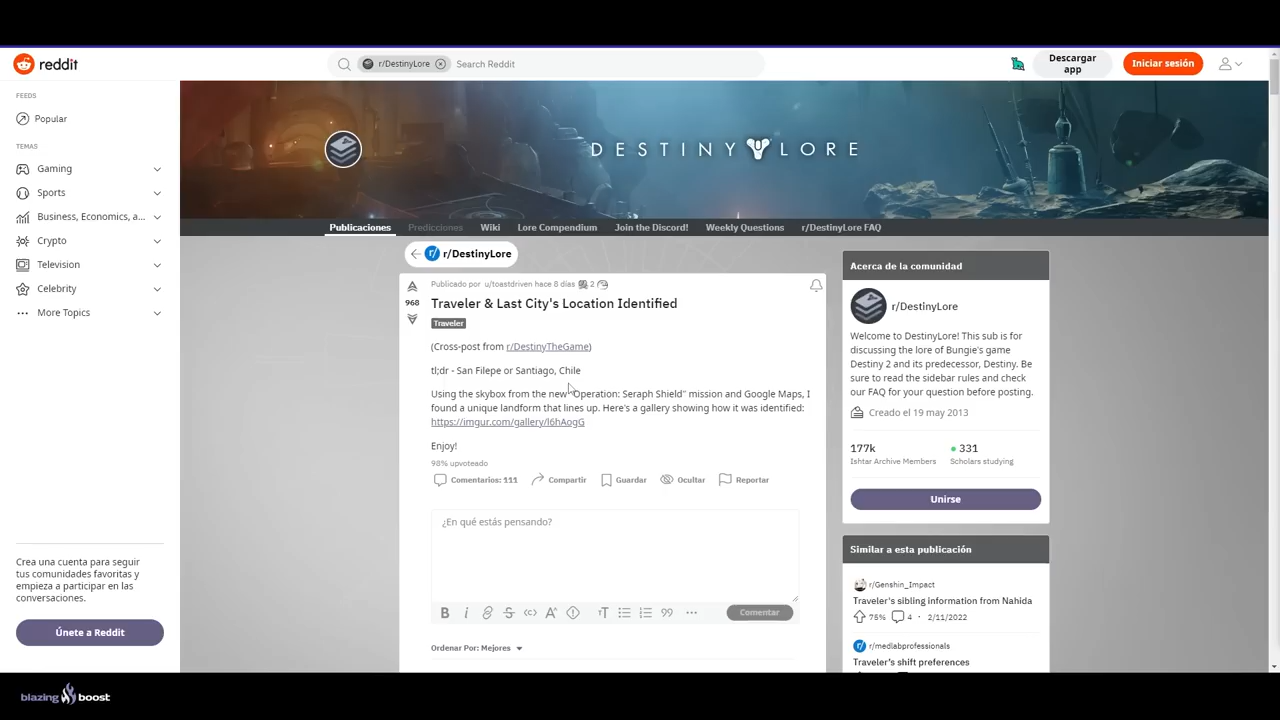 reddit
r/DestinyLore
Search Reddit
Descargar app
Iniciar sesión
FEEDS
Popular
TEMAS
Gaming
Sports
Business, Economics, a...
Crypto
Television
Celebrity
More Topics
Crea una cuenta para seguir
tus comunidades favoritas y
empieza a participar en las
conversaciones.
Únete a Reddit
DESTINY LORE
Publicaciones Predicciones Wiki Lore Compendium Join the Discord! Weekly Questions r/DestinyLore FAQ
r/ r/DestinyLore
Publicado por u/toastdriven hace 8 días 2
968
Traveler & Last City's Location Identified
Traveler
(Cross-post from r/DestinyTheGame)
tl;dr - San Filepe or Santiago, Chile
Using the skybox from the new "Operation: Seraph Shield" mission and Google Maps, I
found a unique landform that lines up. Here's a gallery showing how it was identified:
https://imgur.com/gallery/l6hAogG
Enjoy!
98% upvoteado
Comentarios: 111 Compartir Guardar Ocultar Reportar
¿En qué estás pensando?
Comentar
Ordenar Por: Mejores
Acerca de la comunidad
r/DestinyLore
Welcome to DestinyLore! This sub is for
discussing the lore of Bungie's game
Destiny 2 and its predecessor, Destiny. Be
sure to read the sidebar rules and check
our FAQ for your question before posting.
Creado el 19 may 2013
177k 331
Ishtar Archive Members Scholars studying
Unirse
Similar a esta publicación
r/Genshin_Impact
Traveler's sibling information from Nahida
75% 4 · 2/11/2022
r/medlabprofessionals
Traveler's shift preferences
blazing boost